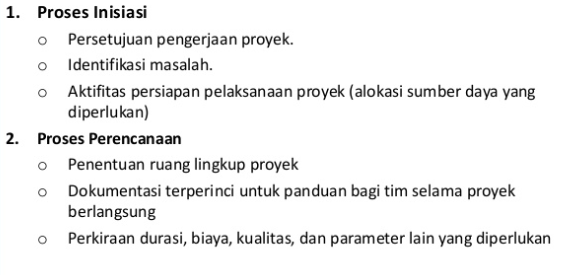 1. Proses Inisiasi
○ Persetujuan pengerjaan proyek.
○ Identifikasi masalah.
○ Aktifitas persiapan pelaksanaan proyek (alokasi sumber daya yang
diperlukan)
2. Proses Perencanaan
○ Penentuan ruang lingkup proyek
○ Dokumentasi terperinci untuk panduan bagi tim selama proyek
berlangsung
○ Perkiraan durasi, biaya, kualitas, dan parameter lain yang diperlukan